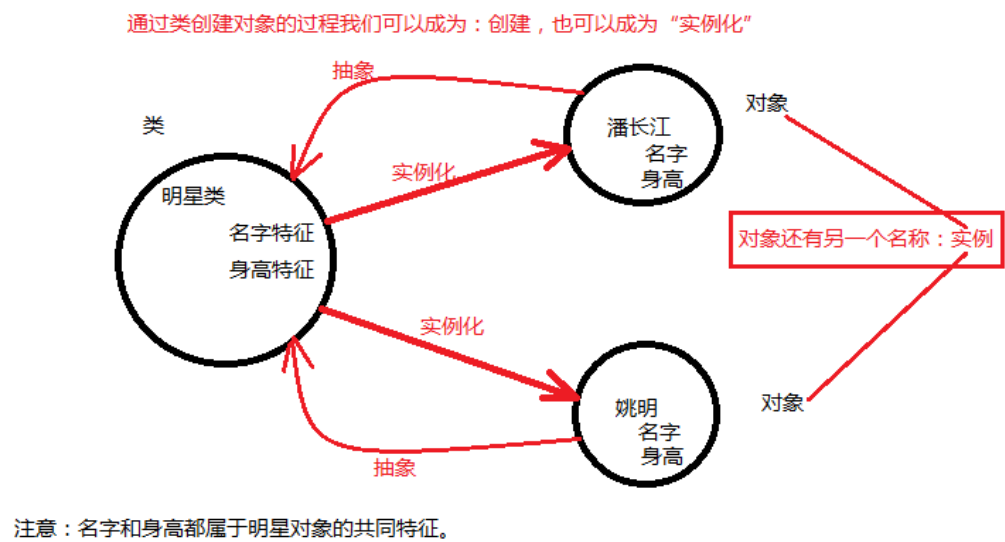 通过类创建对象的过程我们可以成为：创建，也可以成为“实例化”
抽象
类
明星类
名字特征
身高特征
实例化
潘长江
名字
身高
对象
对象还有另一个名称：实例
实例化
姚明
名字
身高
对象
抽象
注意：名字和身高都属于明星对象的共同特征。